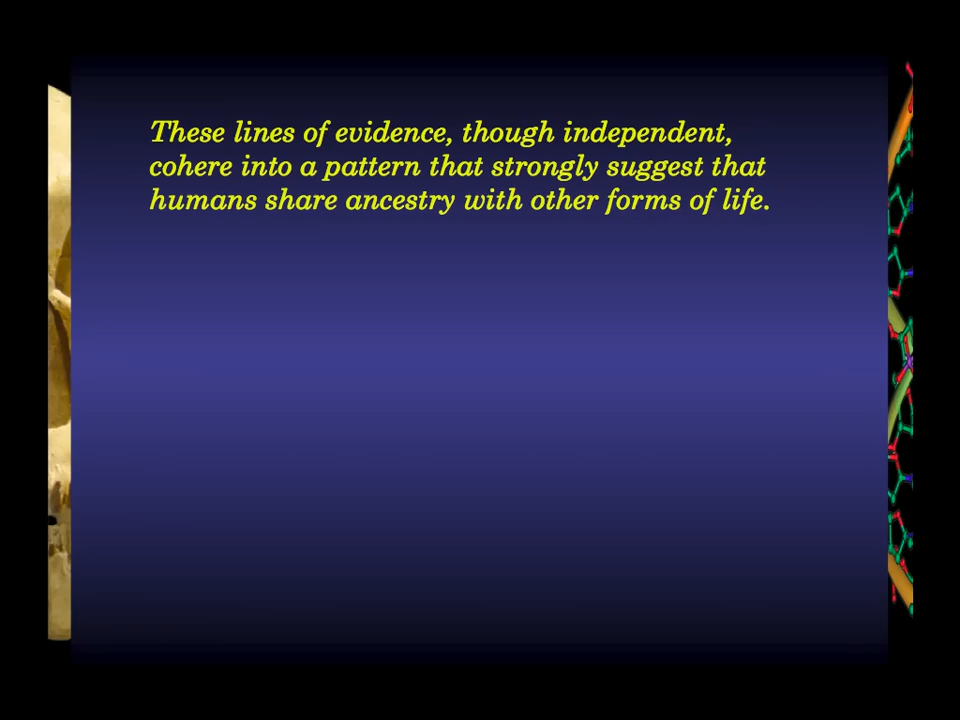 These lines of evidence, though independent,
cohere into a pattern that strongly suggest that
humans share ancestry with other forms of life.